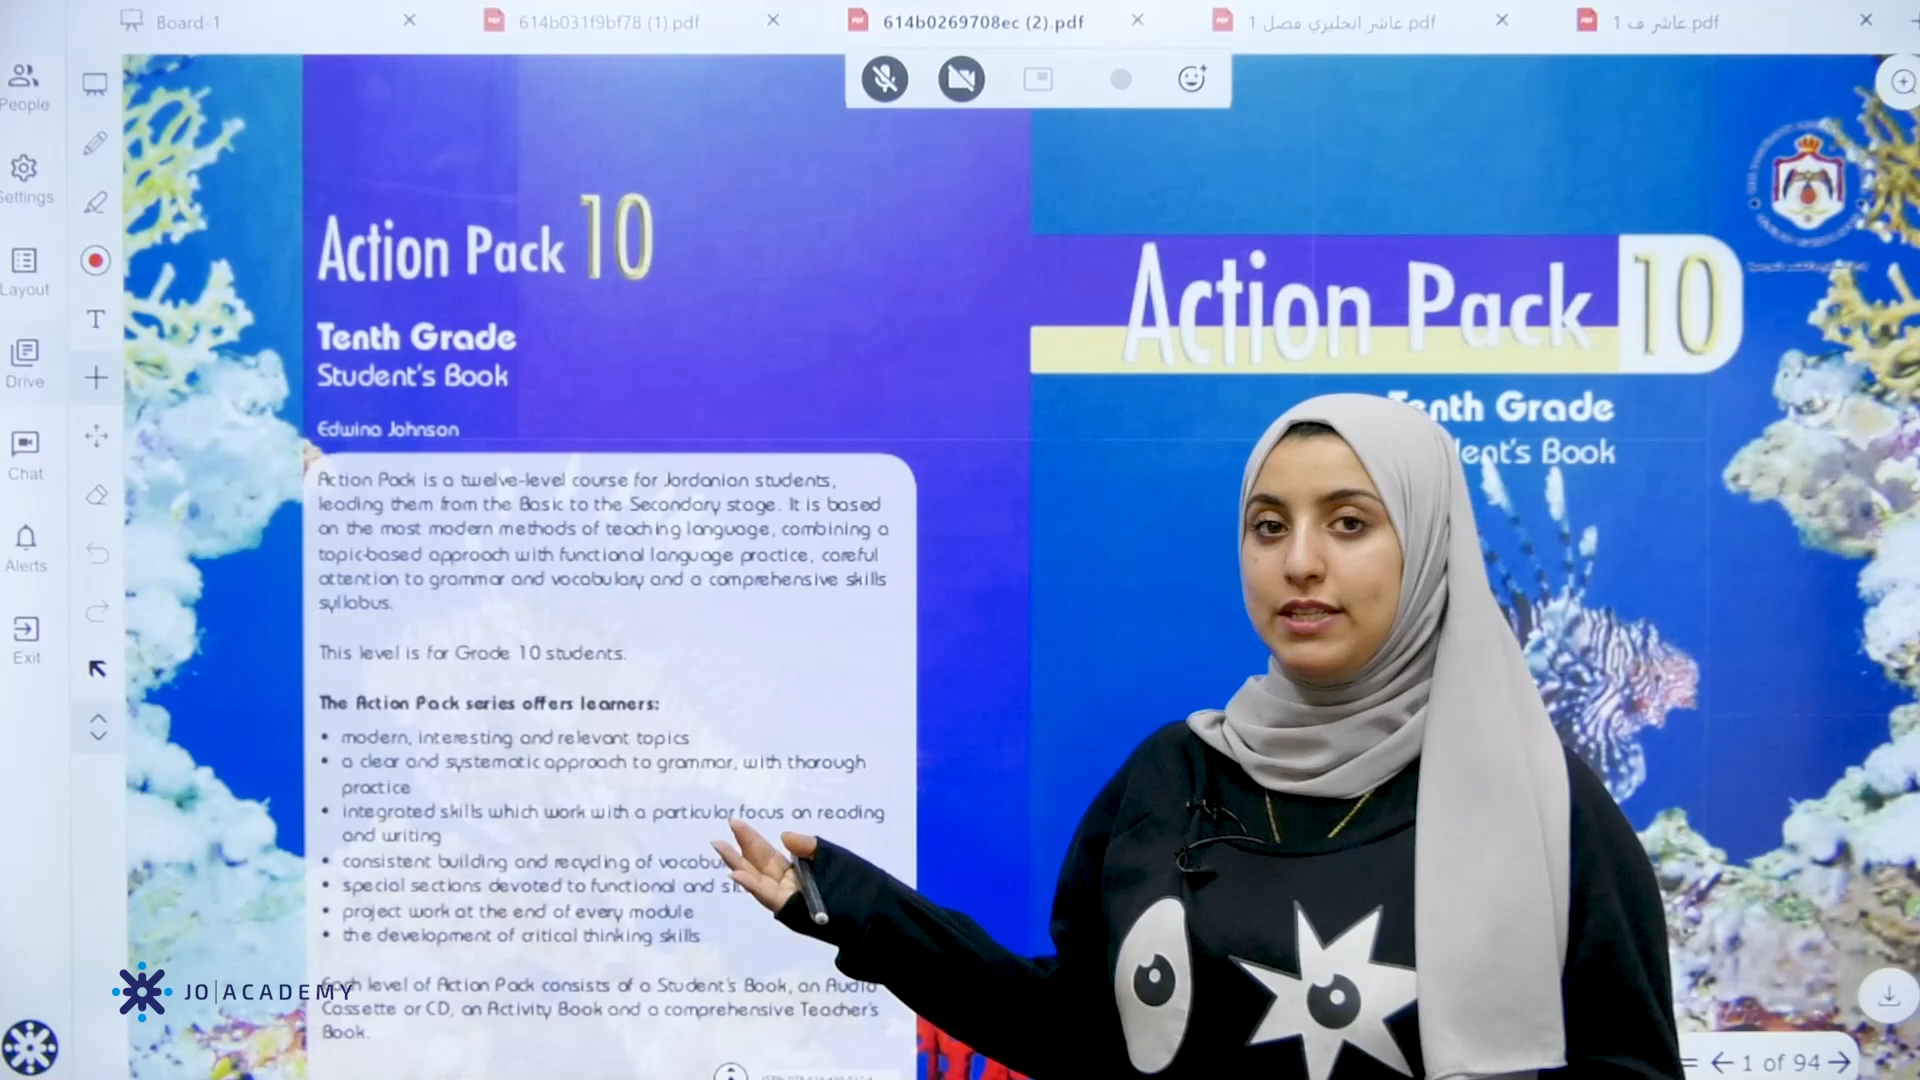 Board-1
614b031f9bf78 (1).pdf
614b0269708ec (2).pdf
عاشر انجليزي فصل 1.pdf
عاشر ف 1.pdf
People
Settings
Layout
Drive
Chat
Alerts
Exit
T
Action Pack 10
Tenth Grade
Student's Book
Edwina Johnson
Action Pack is a twelve-level course for Jordanian students,
leading them from the Basic to the Secondary stage. It is based
on the most modern methods of teaching language, combining a
topic-based approach with functional language practice, careful
attention to grammar and vocabulary and a comprehensive skills
syllabus.
This level is for Grade 10 students.
The Action Pack series offers learners:
• modern, interesting and relevant topics
• a clear and systematic approach to grammar, with thorough
practice
• integrated skills which work with a particular focus on reading
and writing
• consistent building and recycling of
• special sections devoted to functional and
• project work at the end of every module
• the development of critical thinking skills
Each level of Action Pack consists of a Student's Book, an Audio
Cassette or CD, an Activity Book and a comprehensive Teacher's
Book.
Action Pack 10
Tenth Grade
Student's Book
JO|ACADEMY
1 of 94